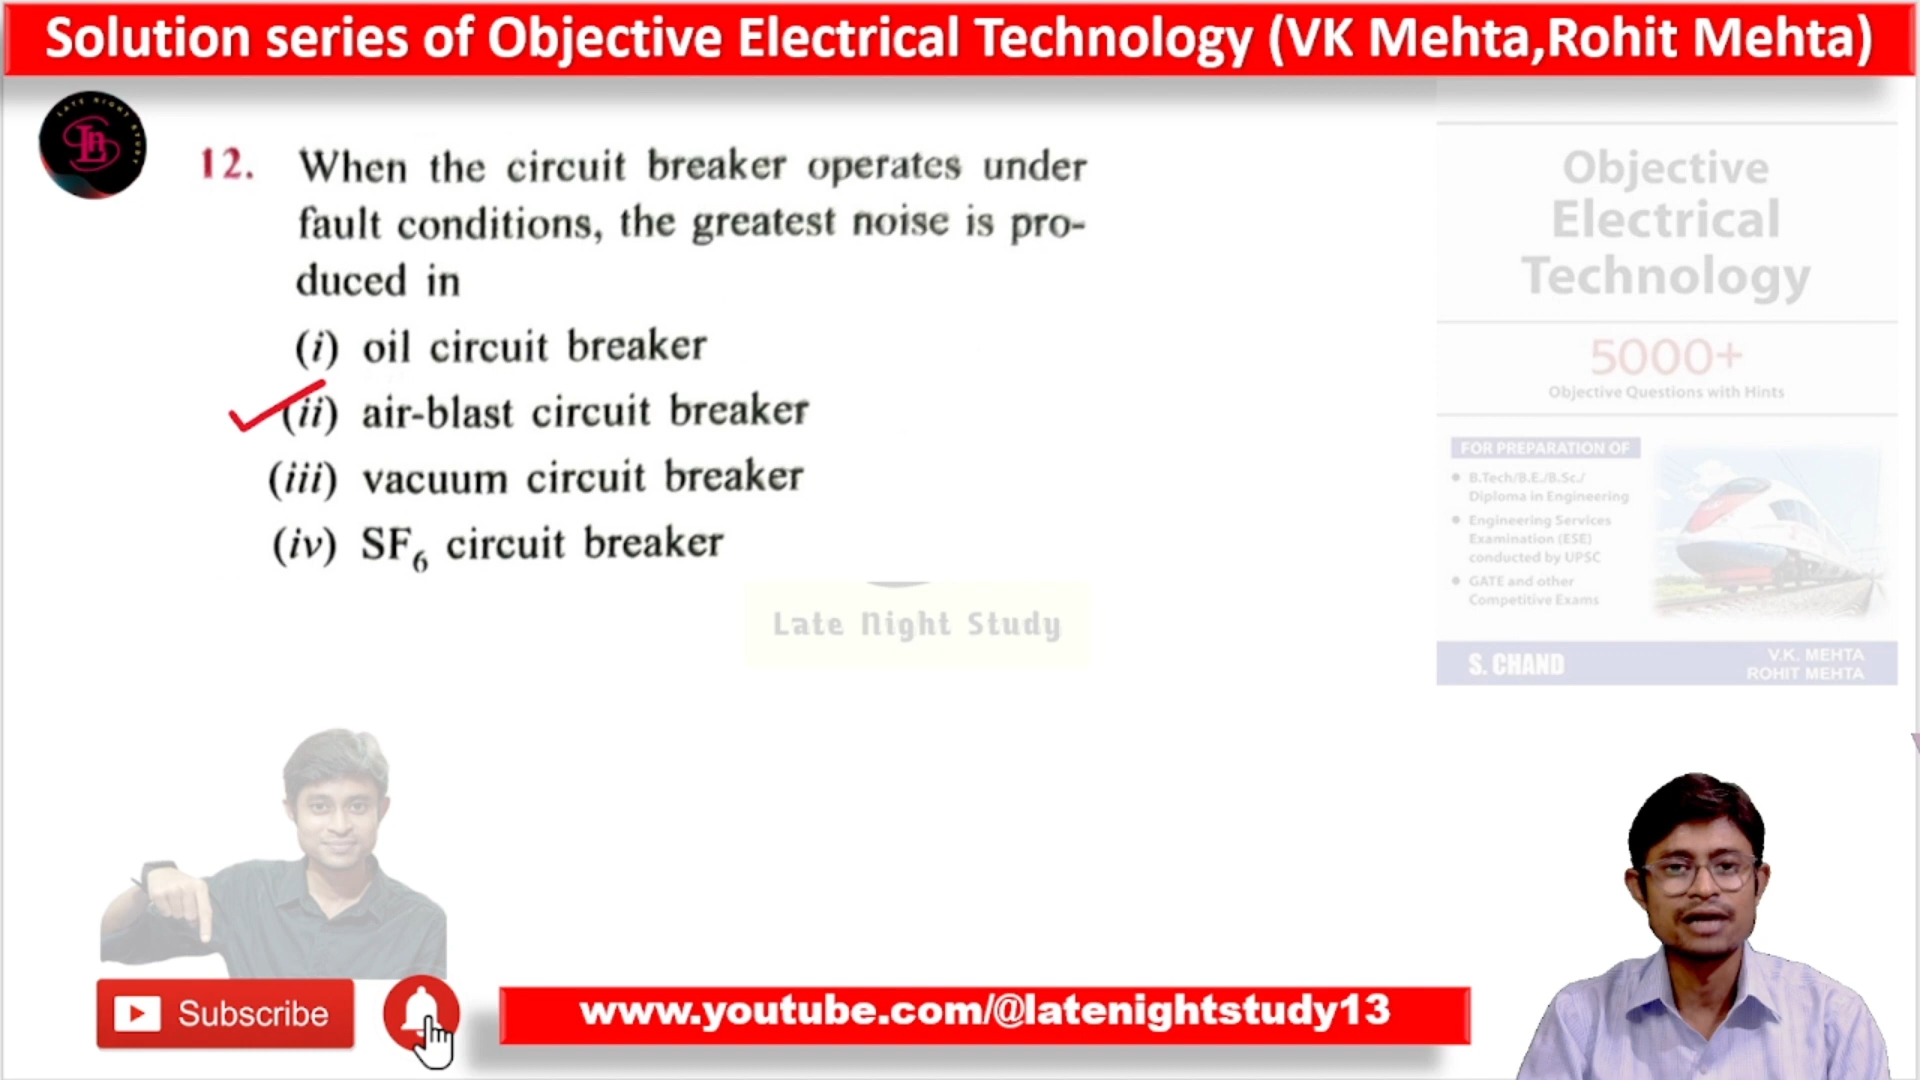 Solution series of Objective Electrical Technology (VK Mehta,Rohit Mehta)
LATE NIGHT STUDY
12. When the circuit breaker operates under
fault conditions, the greatest noise is pro-
duced in
(i) oil circuit breaker
(ii) air-blast circuit breaker
(iii) vacuum circuit breaker
(iv) SF6 circuit breaker
Late Night Study
Objective
Electrical
Technology
5000+
Objective Questions with Hints
FOR PREPARATION OF
• B.Tech/B.E./B.Sc./
Diploma in Engineering
• Engineering Services
Examination (ESE)
conducted by UPSC
• GATE and other
Competitive Exams
S. CHAND
V.K. MEHTA
ROHIT MEHTA
Subscribe
www.youtube.com/@latenightstudy13